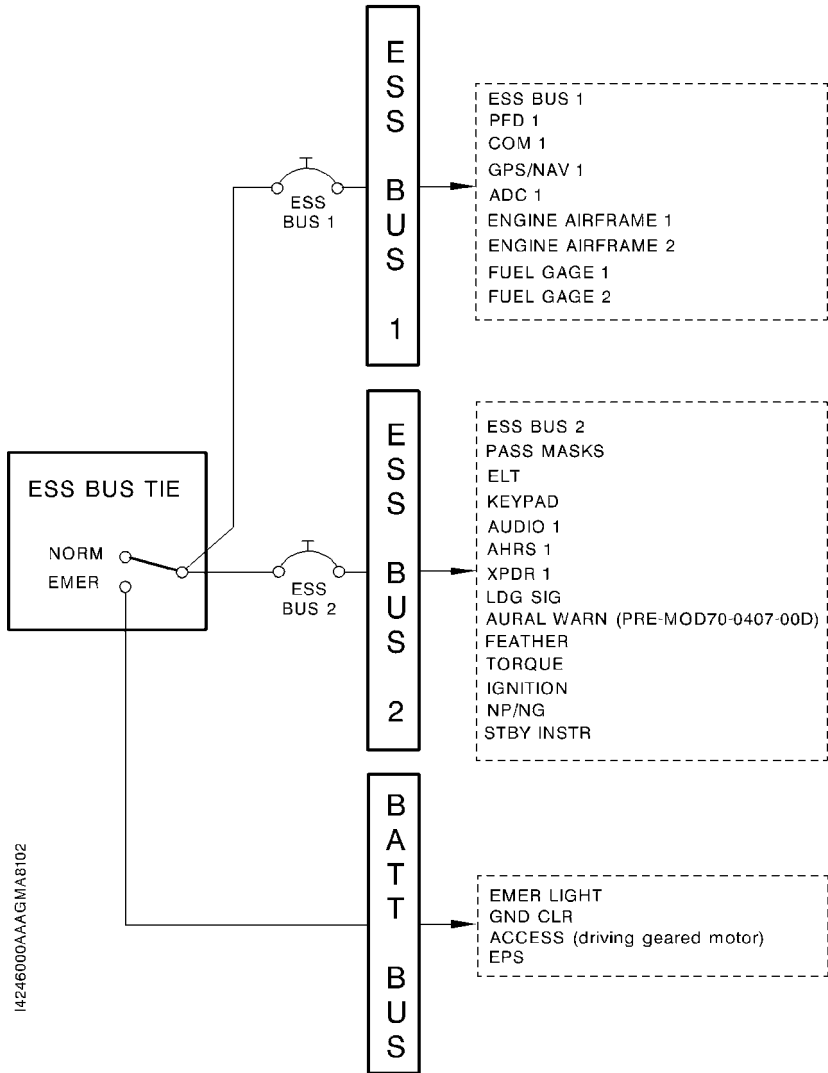 ESS BUS 1
ESS BUS 1
ESS BUS 1
PFD 1
COM 1
GPS/NAV 1
ADC 1
ENGINE AIRFRAME 1
ENGINE AIRFRAME 2
FUEL GAGE 1
FUEL GAGE 2
ESS BUS TIE
NORM
EMER
ESS
BUS 2
ESS BUS 2
ESS BUS 2
PASS MASKS
ELT
KEYPAD
AUDIO 1
AHRS 1
XPDR 1
LDG SIG
AURAL WARN (PRE-MOD70-0407-00D)
FEATHER
TORQUE
IGNITION
NP/NG
STBY INSTR
BATT BUS
EMER LIGHT
GND CLR
ACCESS (driving geared motor)
EPS
I4246000AAAGMA8102